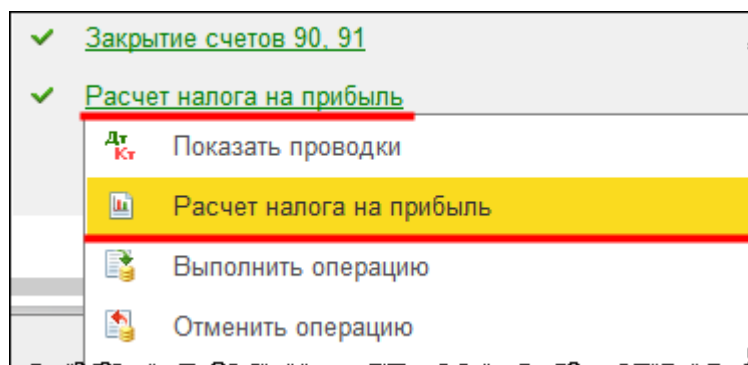 Закрытие счетов 90, 91
Расчет налога на прибыль
Дт Кт Показать проводки
Расчет налога на прибыль
Выполнить операцию
Отменить операцию